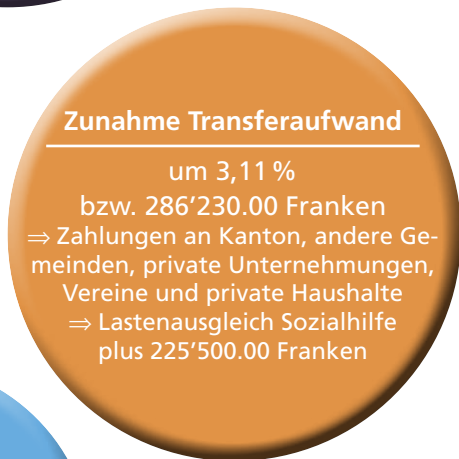 Zunahme Transferaufwand
um 3,11 %
bzw. 286’230.00 Franken
⇒ Zahlungen an Kanton, andere Ge-
meinden, private Unternehmungen,
Vereine und private Haushalte
⇒ Lastenausgleich Sozialhilfe
plus 225’500.00 Franken